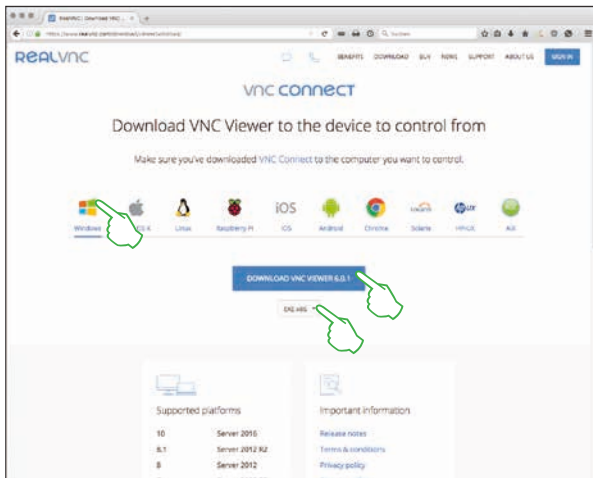 RealVNC: Download VNC
Suchen
REALVNC
BENEFITS DOWNLOAD BUY NEWS SUPPORT ABOUT US SIGN IN
VNC CONNECT
Download VNC Viewer to the device to control from
Make sure you've downloaded VNC Connect to the computer you want to control.
iOS
Windows Linux Raspberry Pi iOS Android Chrome Solaris HP-UX AIX
DOWNLOAD VNC VIEWER 6.0.1
EXE x86
Supported platforms Important information
10 Server 2016 Release notes
8.1 Server 2012 R2 Terms & conditions
8 Server 2012 Privacy policy